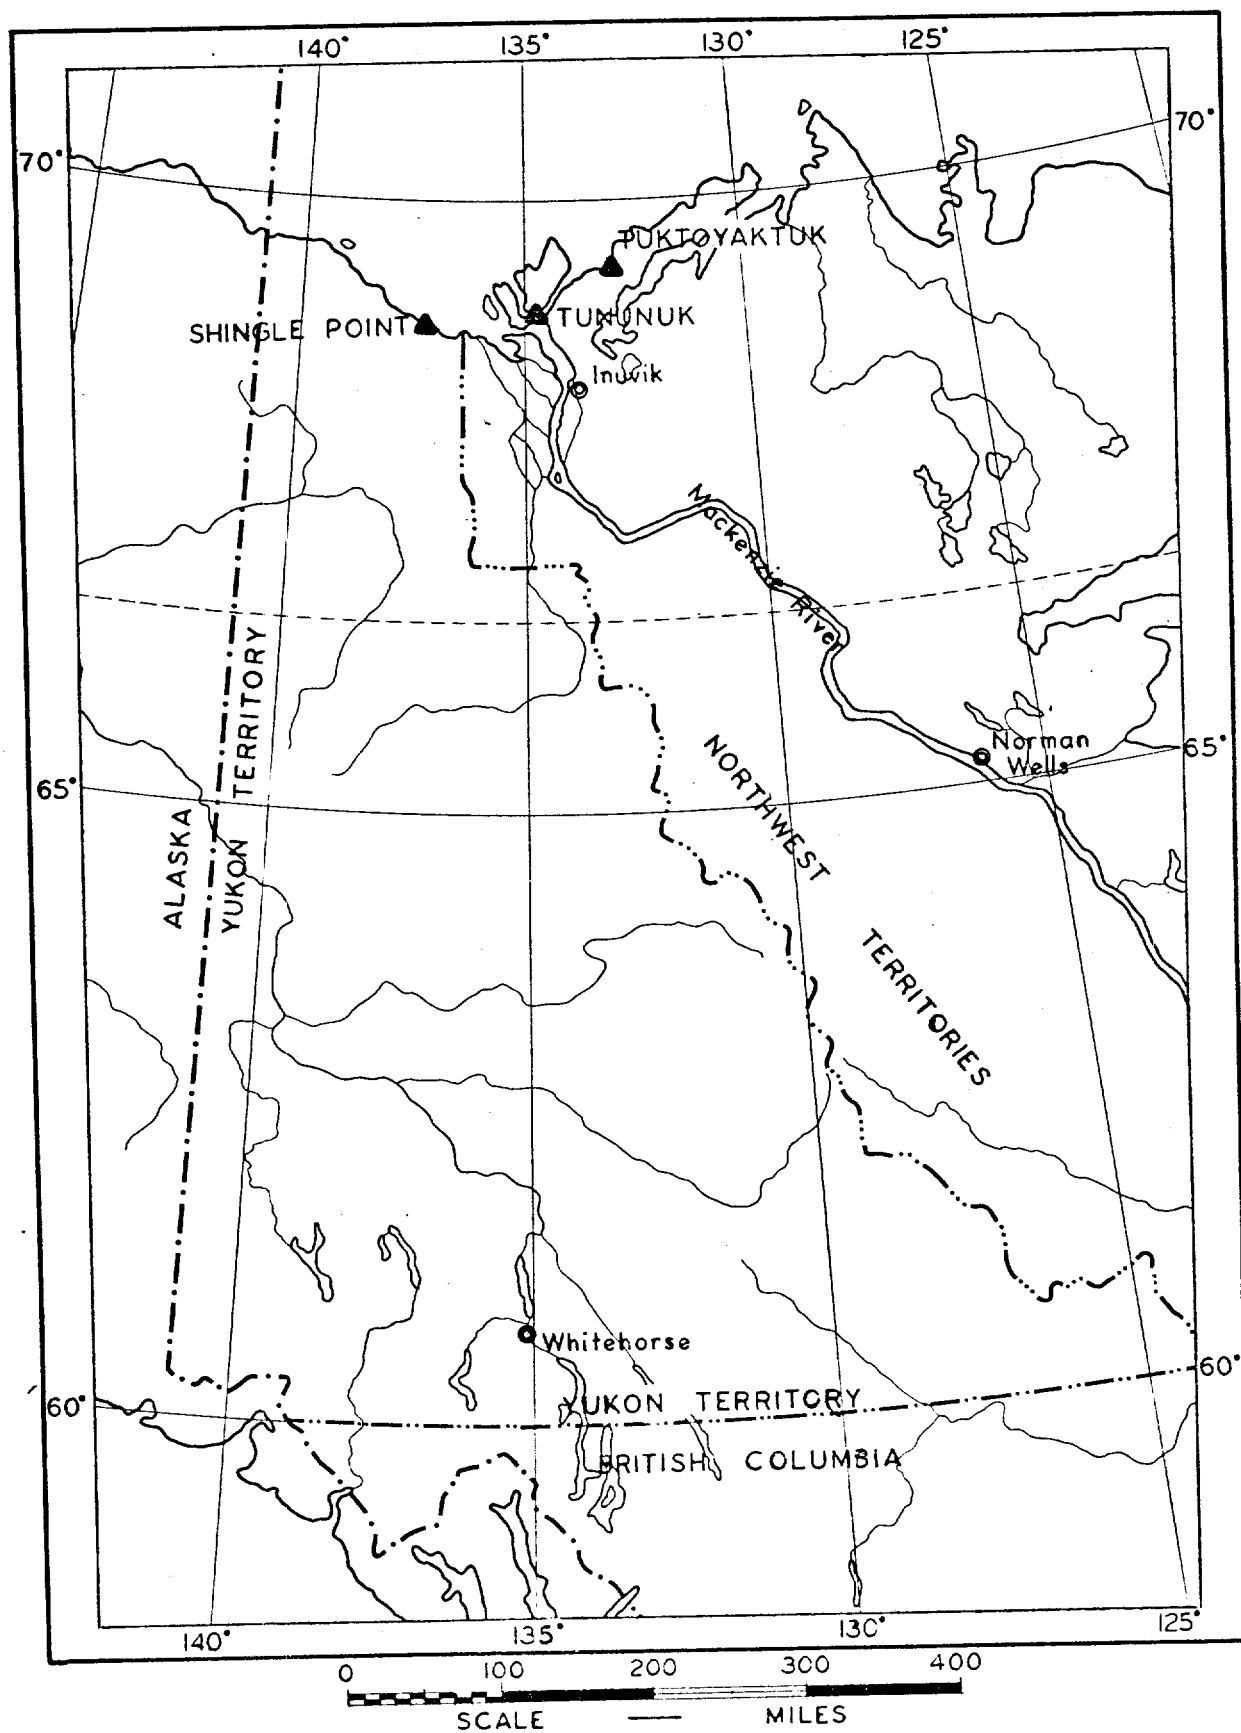 140° 135° 130° 125°
70° 70°
PUKTOYAKTUK
SHINGLE POINT TUNUNUK
Inuvik
Mackenzie River
ALASKA
YUKON TERRITORY
NORTHWEST TERRITORIES
Norman
Wells
65° 65°
Whitehorse
60° 60°
YUKON TERRITORY
BRITISH COLUMBIA
140° 135° 130° 125°
0 100 200 300 400
SCALE — MILES